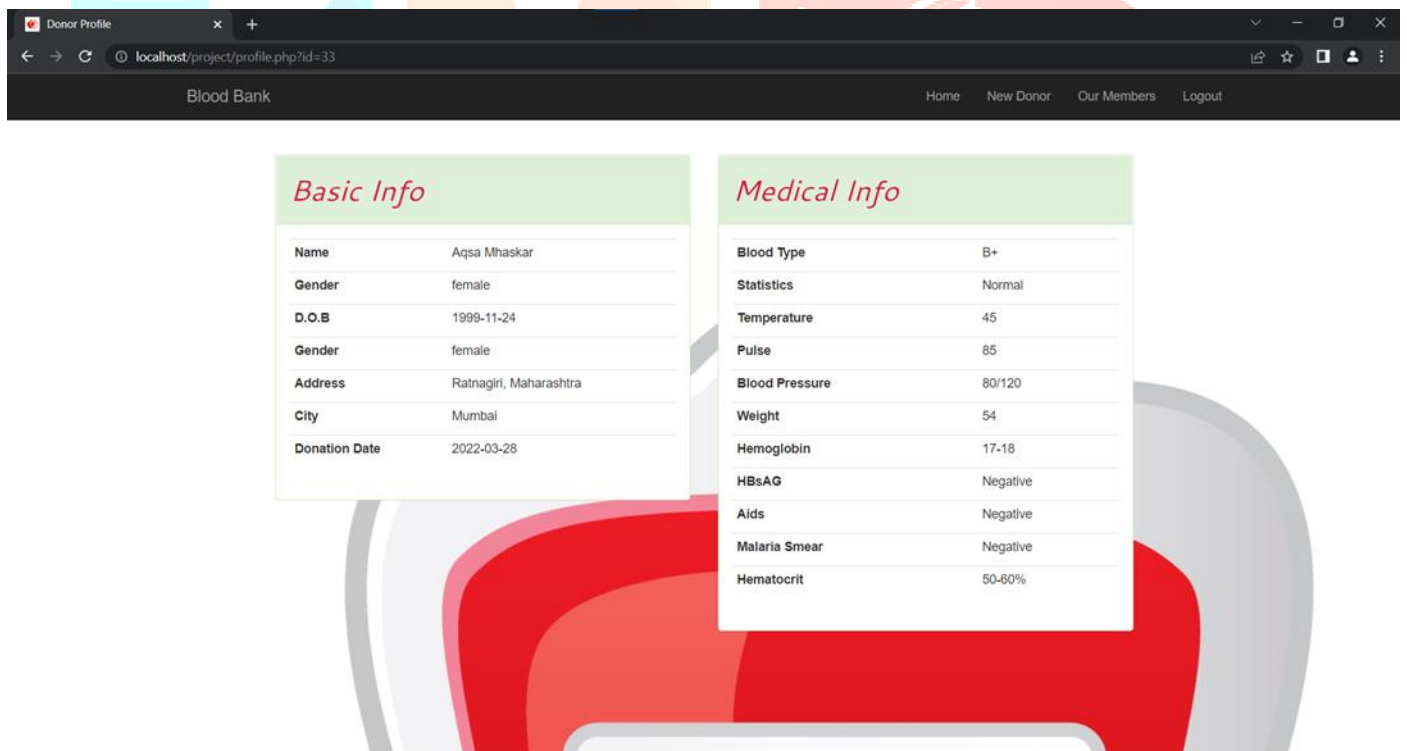 Donor Profile
localhost/project/profile.php?id=33
Blood Bank
Home New Donor Our Members Logout
Basic Info
Name Aqsa Mhaskar
Gender female
D.O.B 1999-11-24
Gender female
Address Ratnagiri, Maharashtra
City Mumbai
Donation Date 2022-03-28
Medical Info
Blood Type B+
Statistics Normal
Temperature 45
Pulse 85
Blood Pressure 80/120
Weight 54
Hemoglobin 17-18
HBsAG Negative
Aids Negative
Malaria Smear Negative
Hematocrit 50-60%